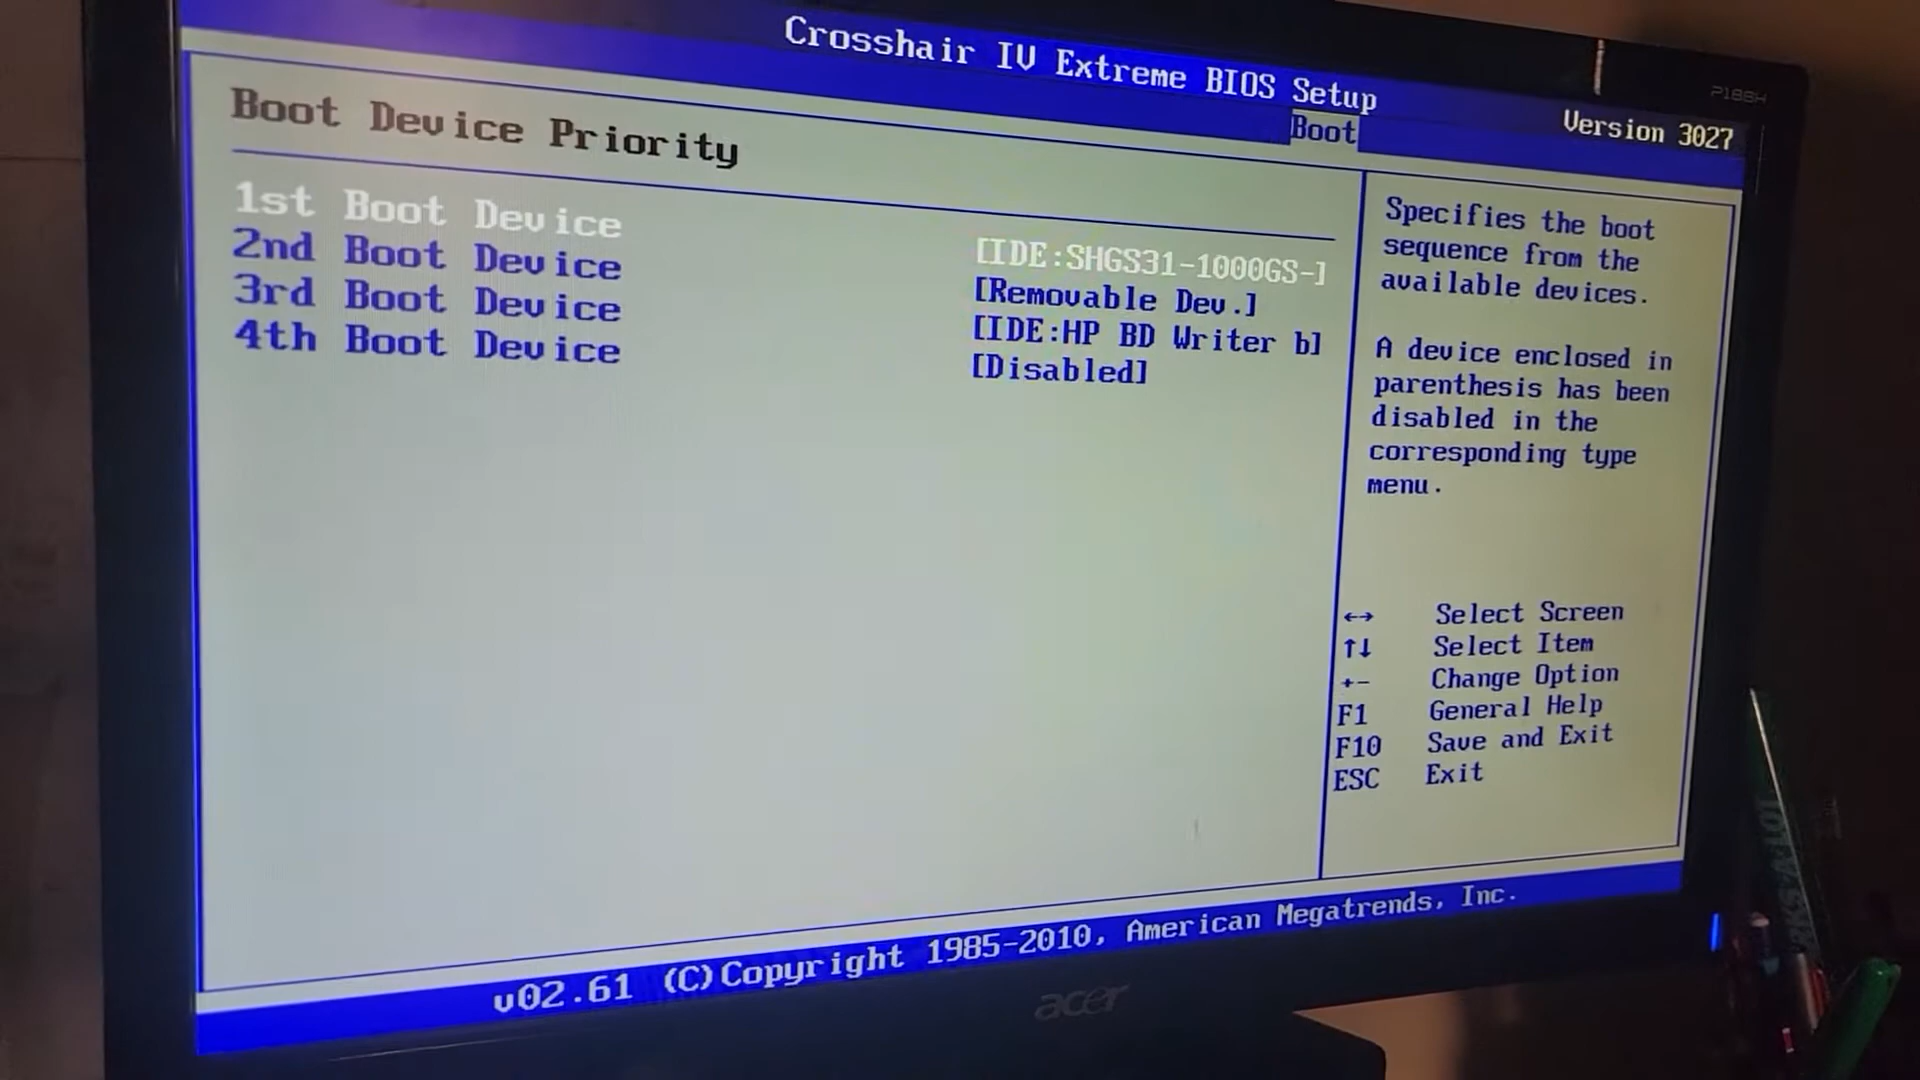 Crosshair IV Extreme BIOS Setup
Version 3027
Boot
Boot Device Priority
1st Boot Device [IDE:SHGS31-1000GS-]
2nd Boot Device [Removable Dev.]
3rd Boot Device [IDE:HP BD Writer b]
4th Boot Device [Disabled]
Specifies the boot
sequence from the
available devices.
A device enclosed in
parenthesis has been
disabled in the
corresponding type
menu.
↔ Select Screen
↑↓ Select Item
+- Change Option
F1 General Help
F10 Save and Exit
ESC Exit
v02.61 (C)Copyright 1985-2010, American Megatrends, Inc.
acer